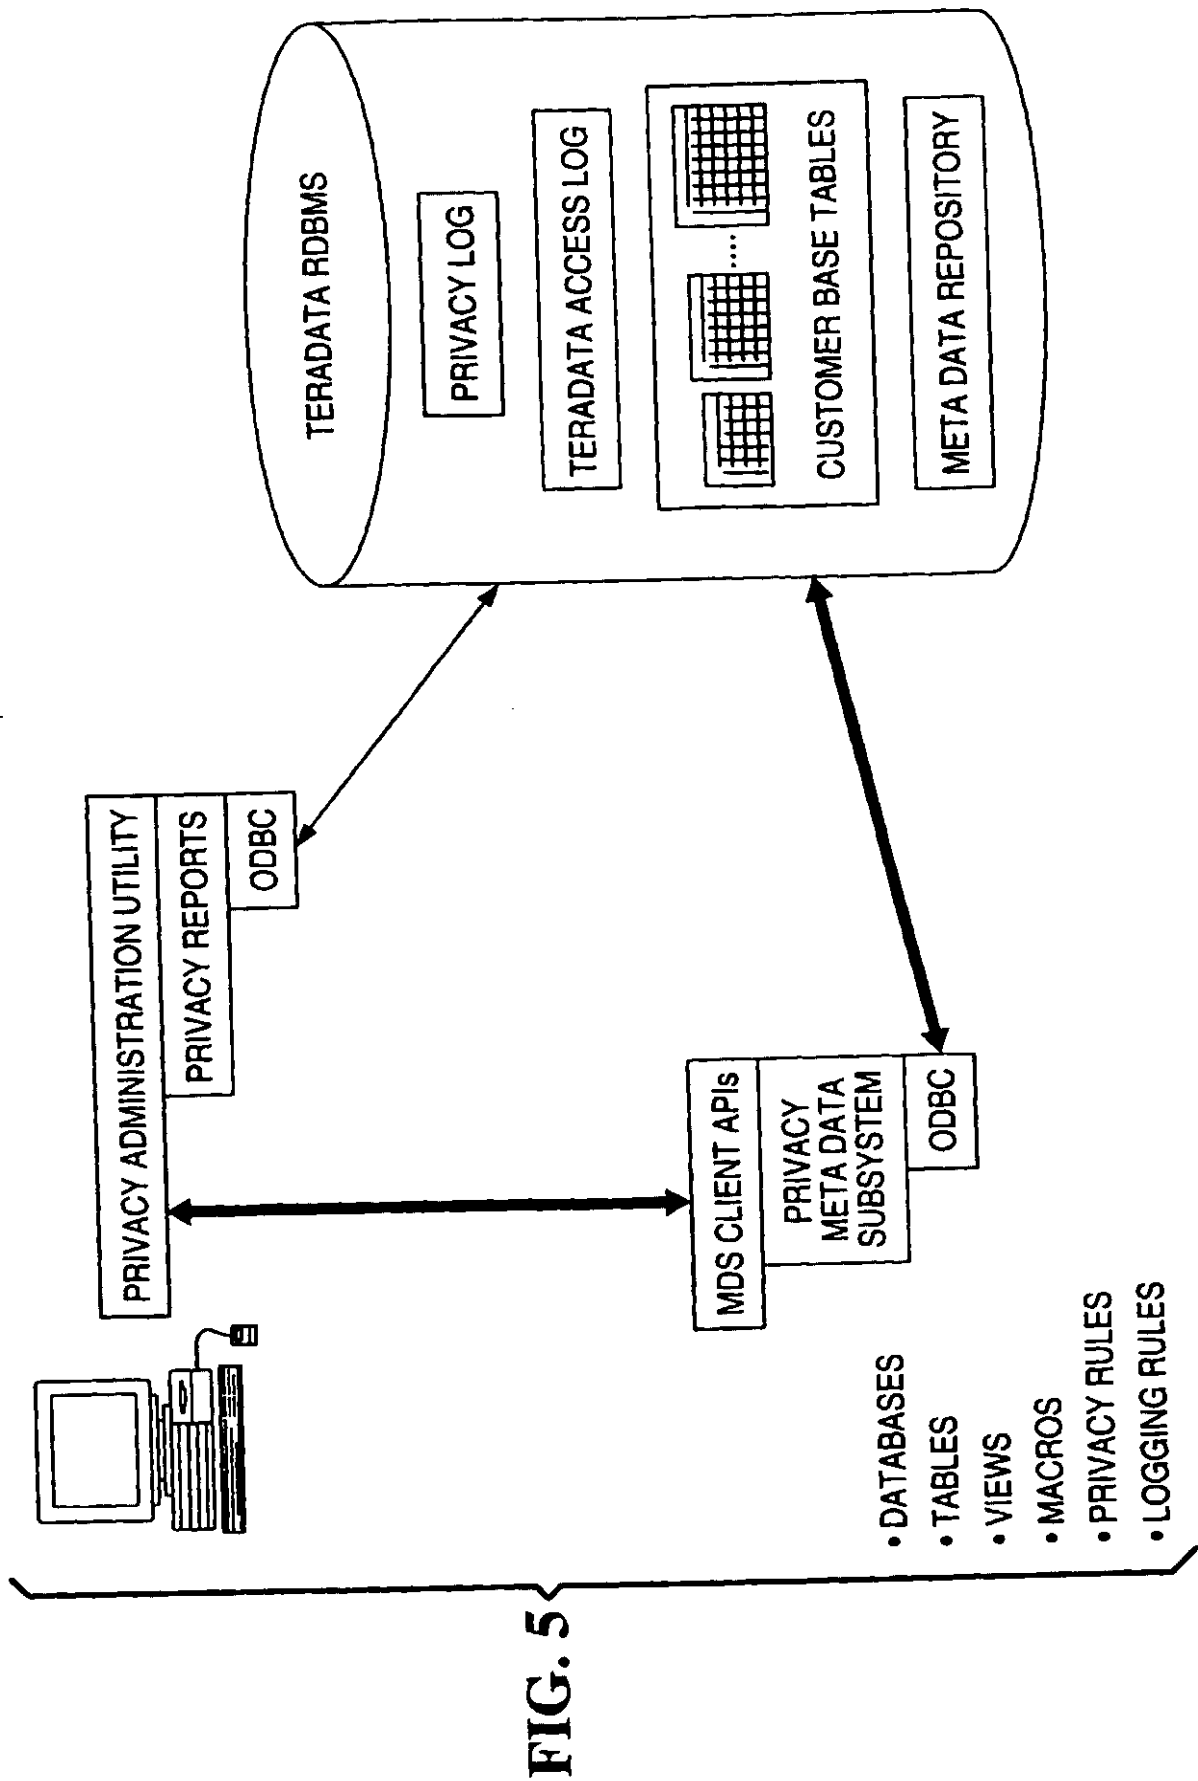 PRIVACY ADMINISTRATION UTILITY
PRIVACY REPORTS
ODBC
TERADATA RDBMS
PRIVACY LOG
TERADATA ACCESS LOG
CUSTOMER BASE TABLES
META DATA REPOSITORY
MDS CLIENT APIs
PRIVACY
META DATA
SUBSYSTEM
ODBC
• DATABASES
• TABLES
• VIEWS
• MACROS
• PRIVACY RULES
• LOGGING RULES
FIG. 5